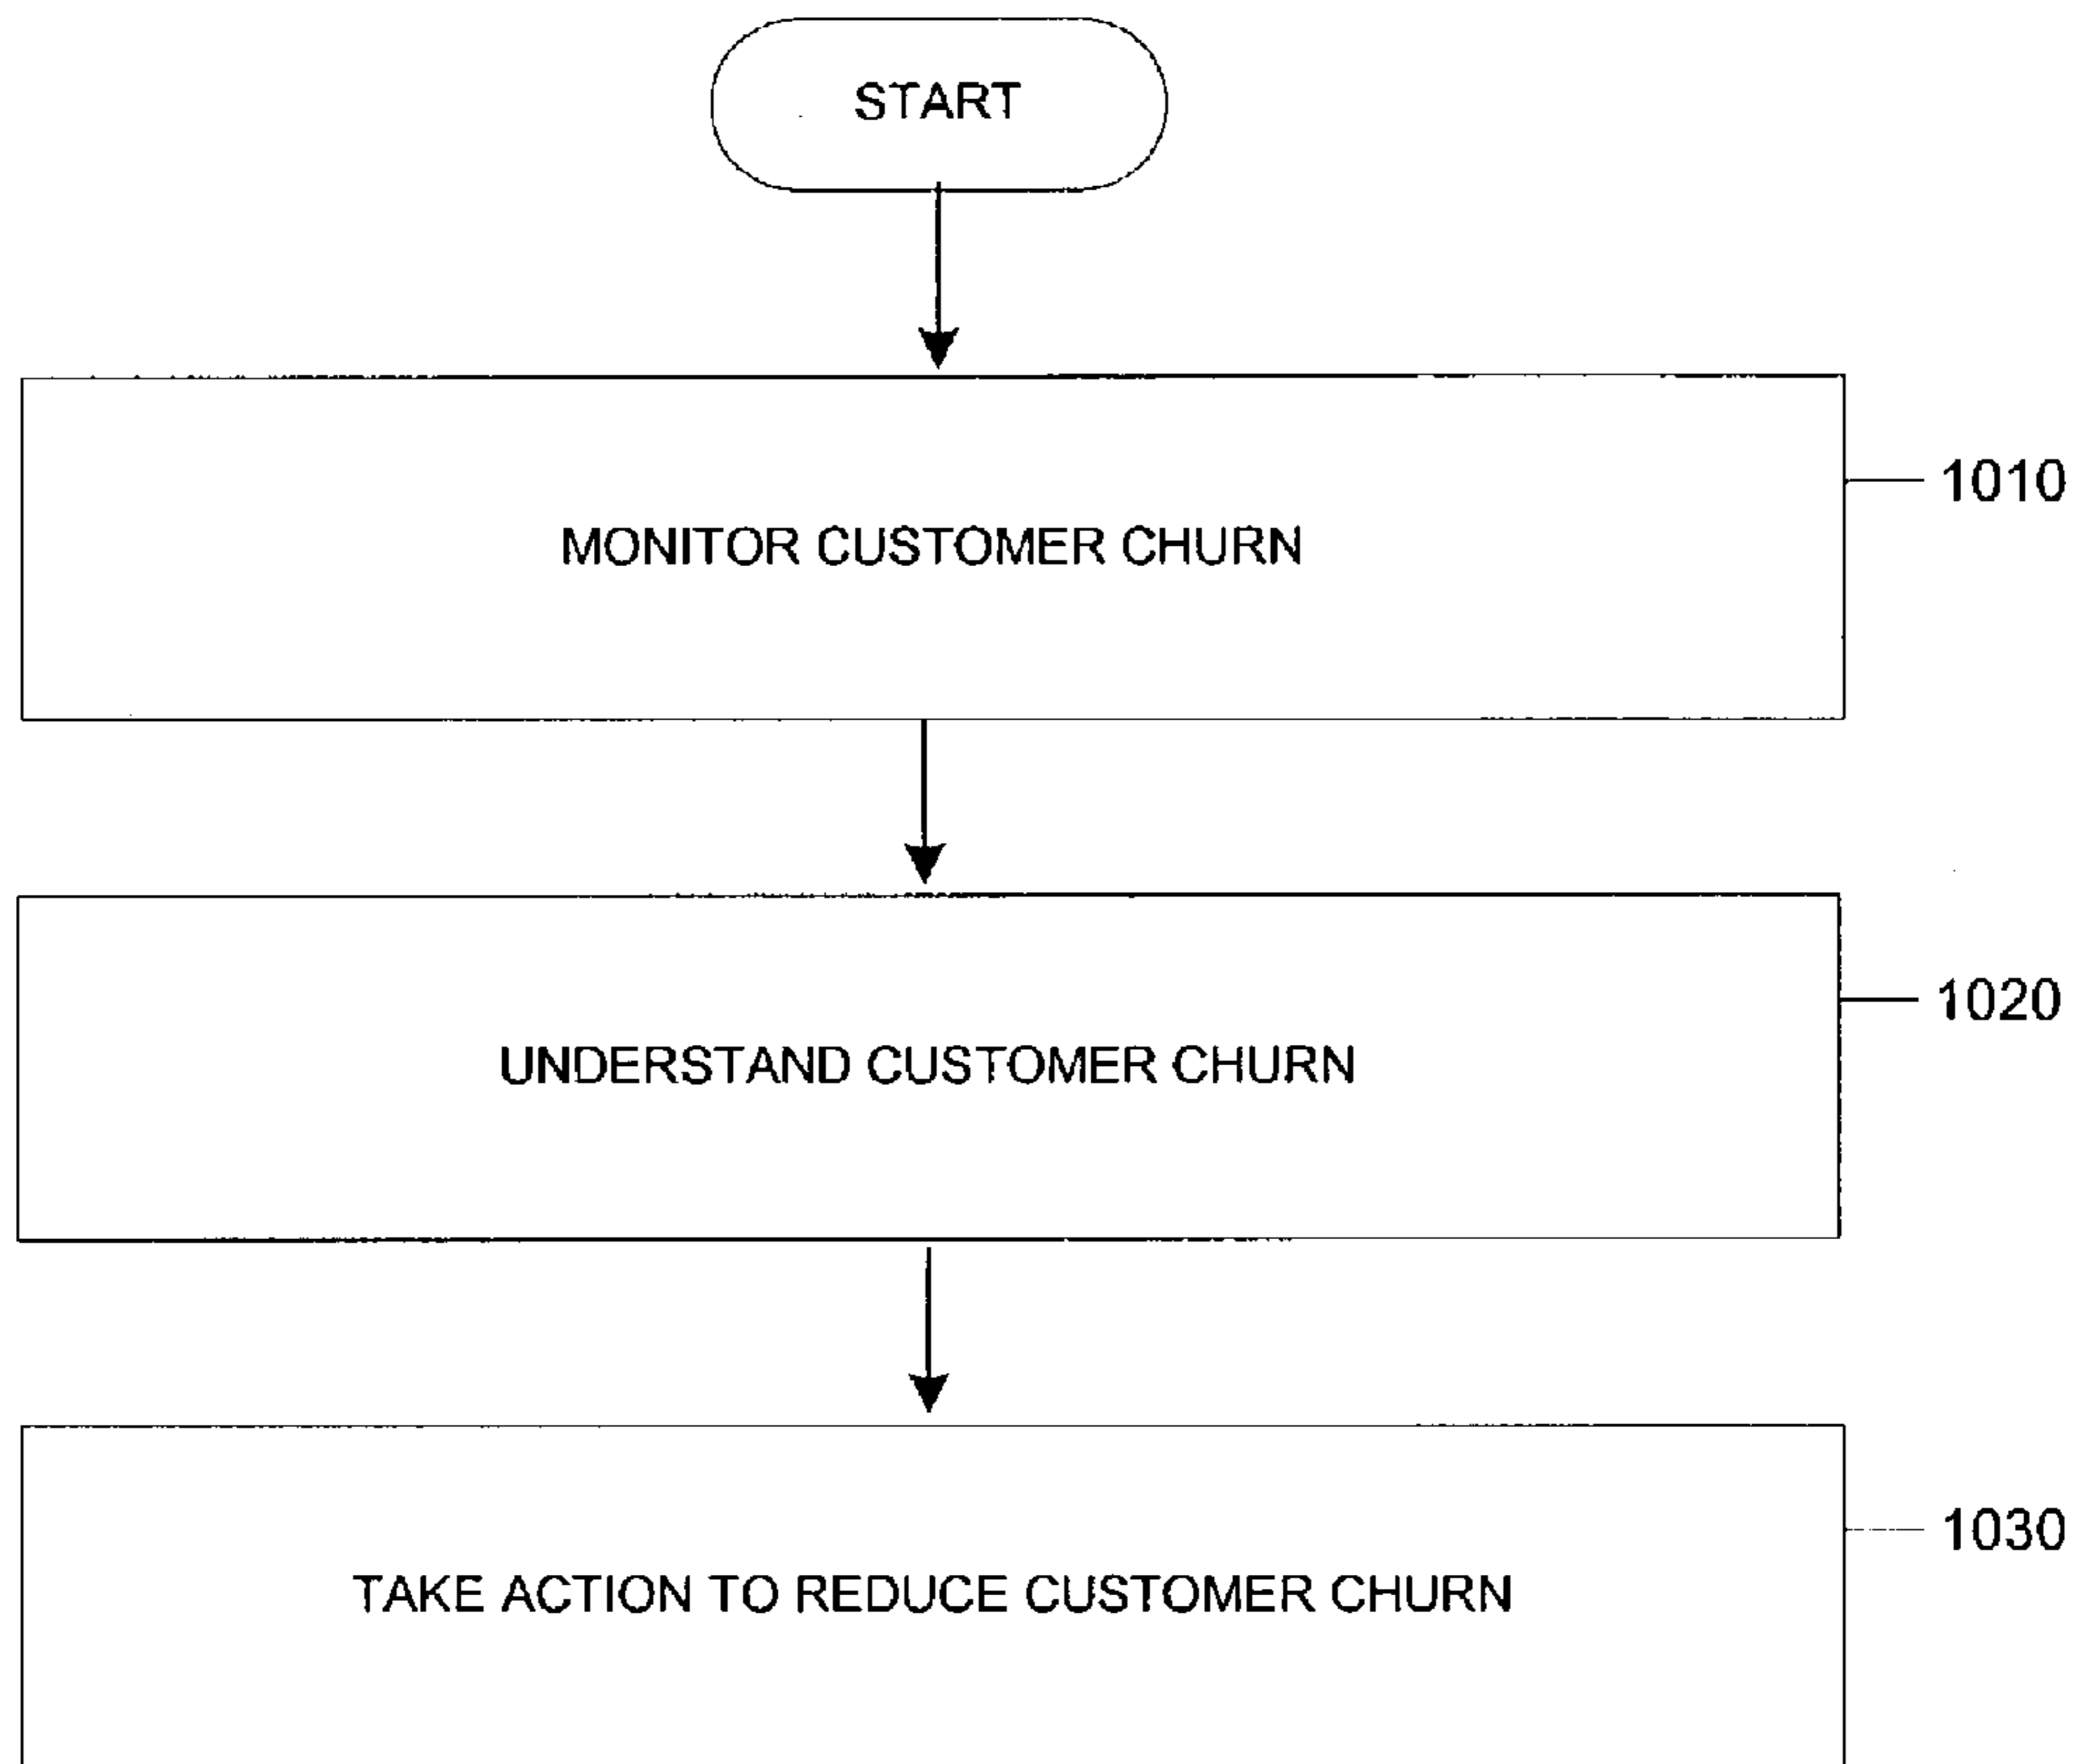 START
MONITOR CUSTOMER CHURN
1010
UNDERSTAND CUSTOMER CHURN
1020
TAKE ACTION TO REDUCE CUSTOMER CHURN
1030